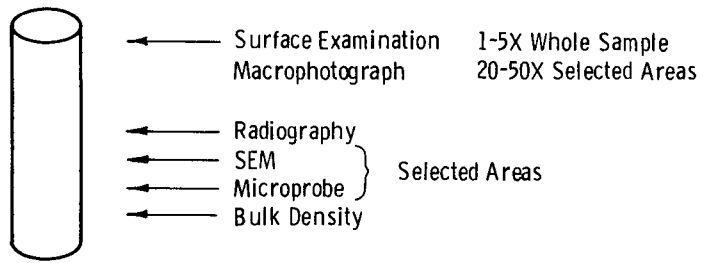 Surface Examination 1-5X Whole Sample
Macrophotograph 20-50X Selected Areas
Radiography
SEM
Microprobe
Selected Areas
Bulk Density